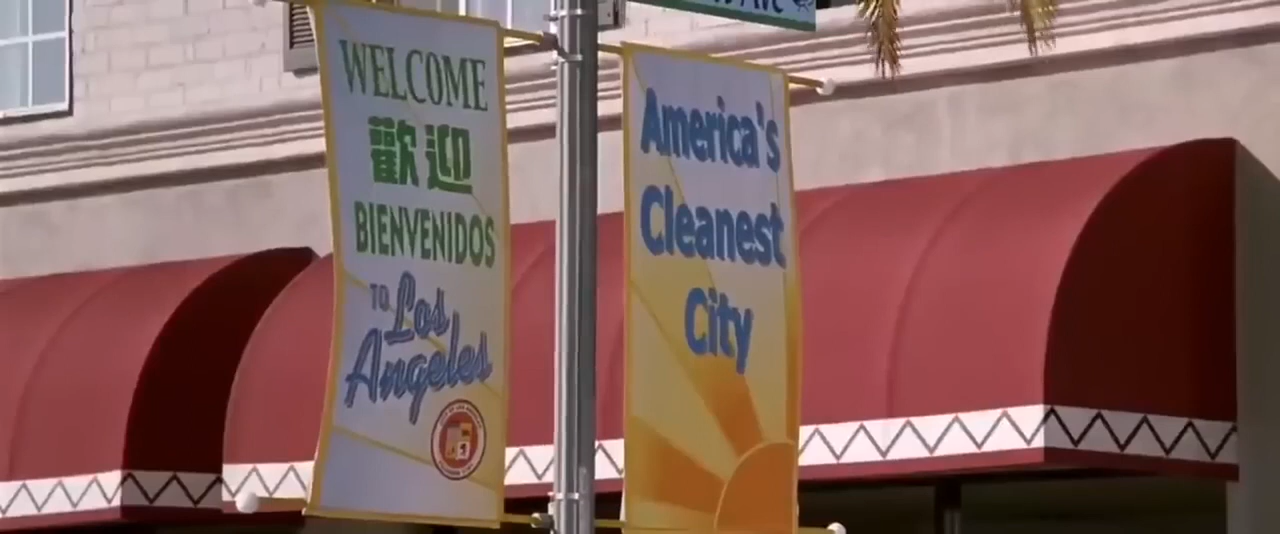 WELCOME
歡迎
BIENVENIDOS
TO Los
Angeles
America's
Cleanest
City